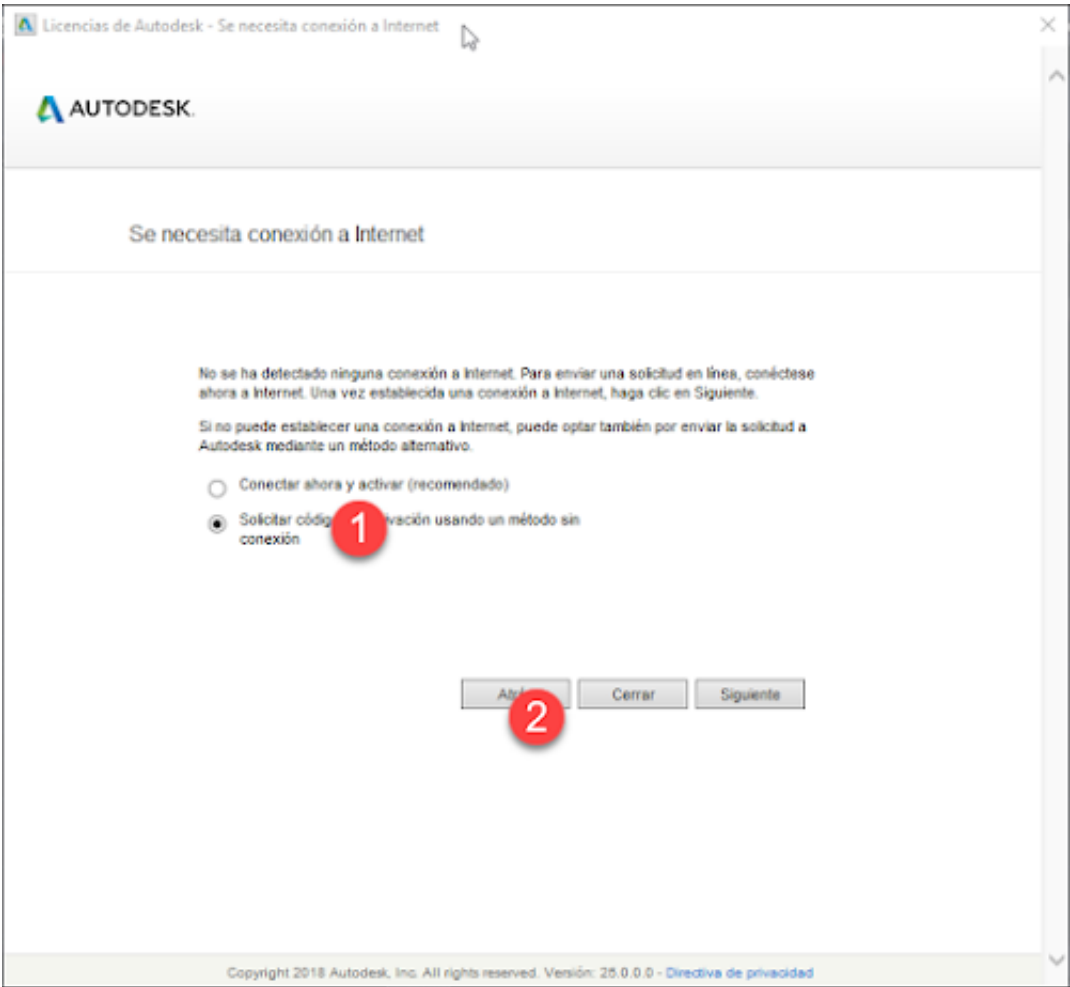 Licencias de Autodesk - Se necesita conexión a Internet
AUTODESK.
Se necesita conexión a Internet
No se ha detectado ninguna conexión a Internet. Para enviar una solicitud en línea, conéctese
ahora a Internet. Una vez establecida una conexión a Internet, haga clic en Siguiente.
Si no puede establecer una conexión a Internet, puede optar también por enviar la solicitud a
Autodesk mediante un método alternativo.
Conectar ahora y activar (recomendado)
Solicitar 1 usando un método sin
conexión
2 Cerrar Siguiente
Copyright 2018 Autodesk, Inc. All rights reserved. Versión: 25.0.0.0 - Directiva de privacidad